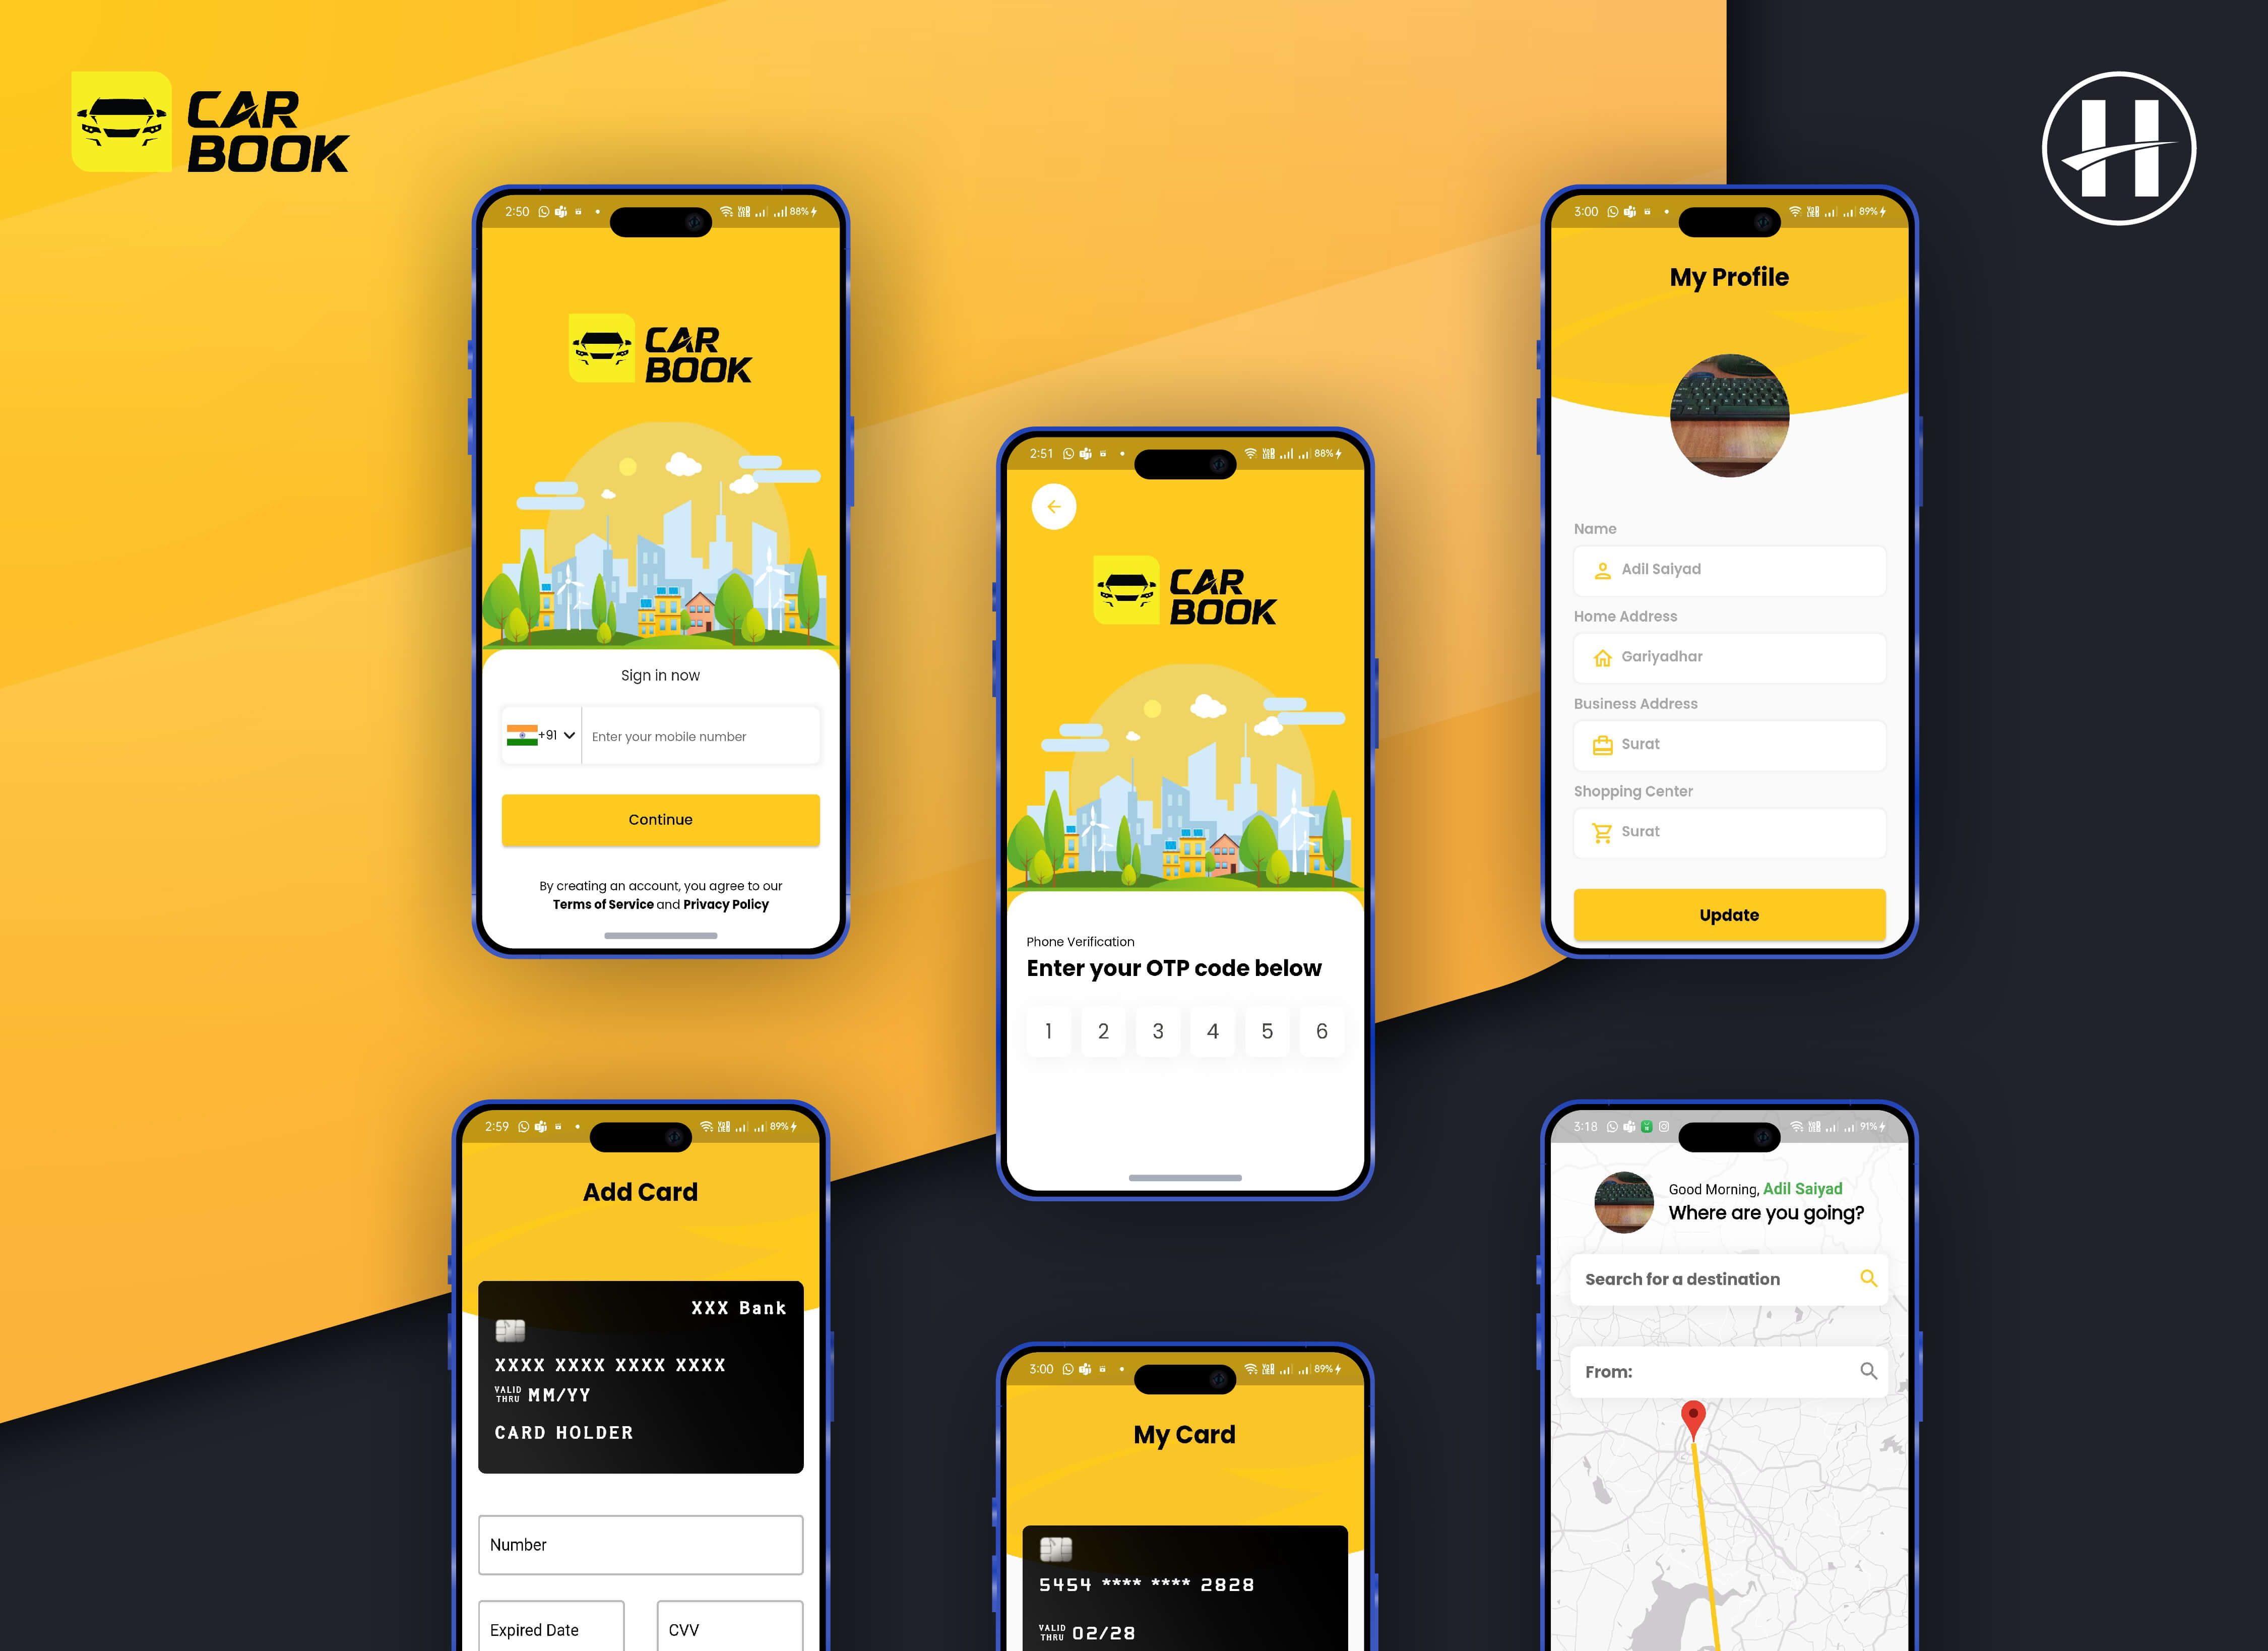 CAR
BOOK
H
2:50
88%
CAR
BOOK
Sign in now
+91
Enter your mobile number
Continue
By creating an account, you agree to our
Terms of Service and Privacy Policy
2:51
88%
CAR
BOOK
Phone Verification
Enter your OTP code below
1 2 3 4 5 6
3:00
89%
My Profile
Name
Adil Saiyad
Home Address
Gariyadhar
Business Address
Surat
Shopping Center
Surat
Update
2:59
89%
Add Card
XXX Bank
XXXX XXXX XXXX XXXX
VALID
THRU MM/YY
CARD HOLDER
Number
Expired Date
CVV
3:00
89%
My Card
5454 **** **** 2828
VALID
THRU 02/28
3:18
91%
Good Morning, Adil Saiyad
Where are you going?
Search for a destination
From: